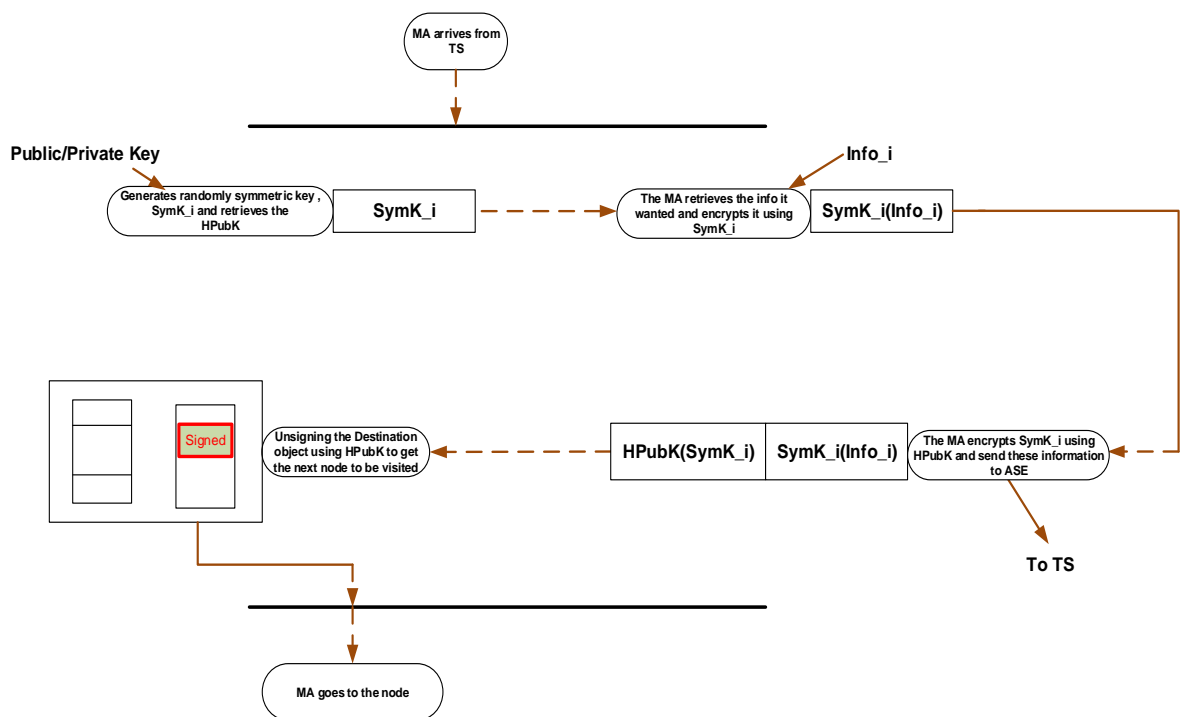 MA arrives from
TS
Public/Private Key
Info_i
Generates randomly symmetric key ,
SymK_i and retrieves the
HPubK
SymK_i
The MA retrieves the info it
wanted and encrypts it using
SymK_i
SymK_i(Info_i)
Signed
Unsigning the Destination
object using HPubK to get
the next node to be visited
HPubK(SymK_i)
SymK_i(Info_i)
The MA encrypts SymK_i using
HPubK and send these information
to ASE
To TS
MA goes to the node